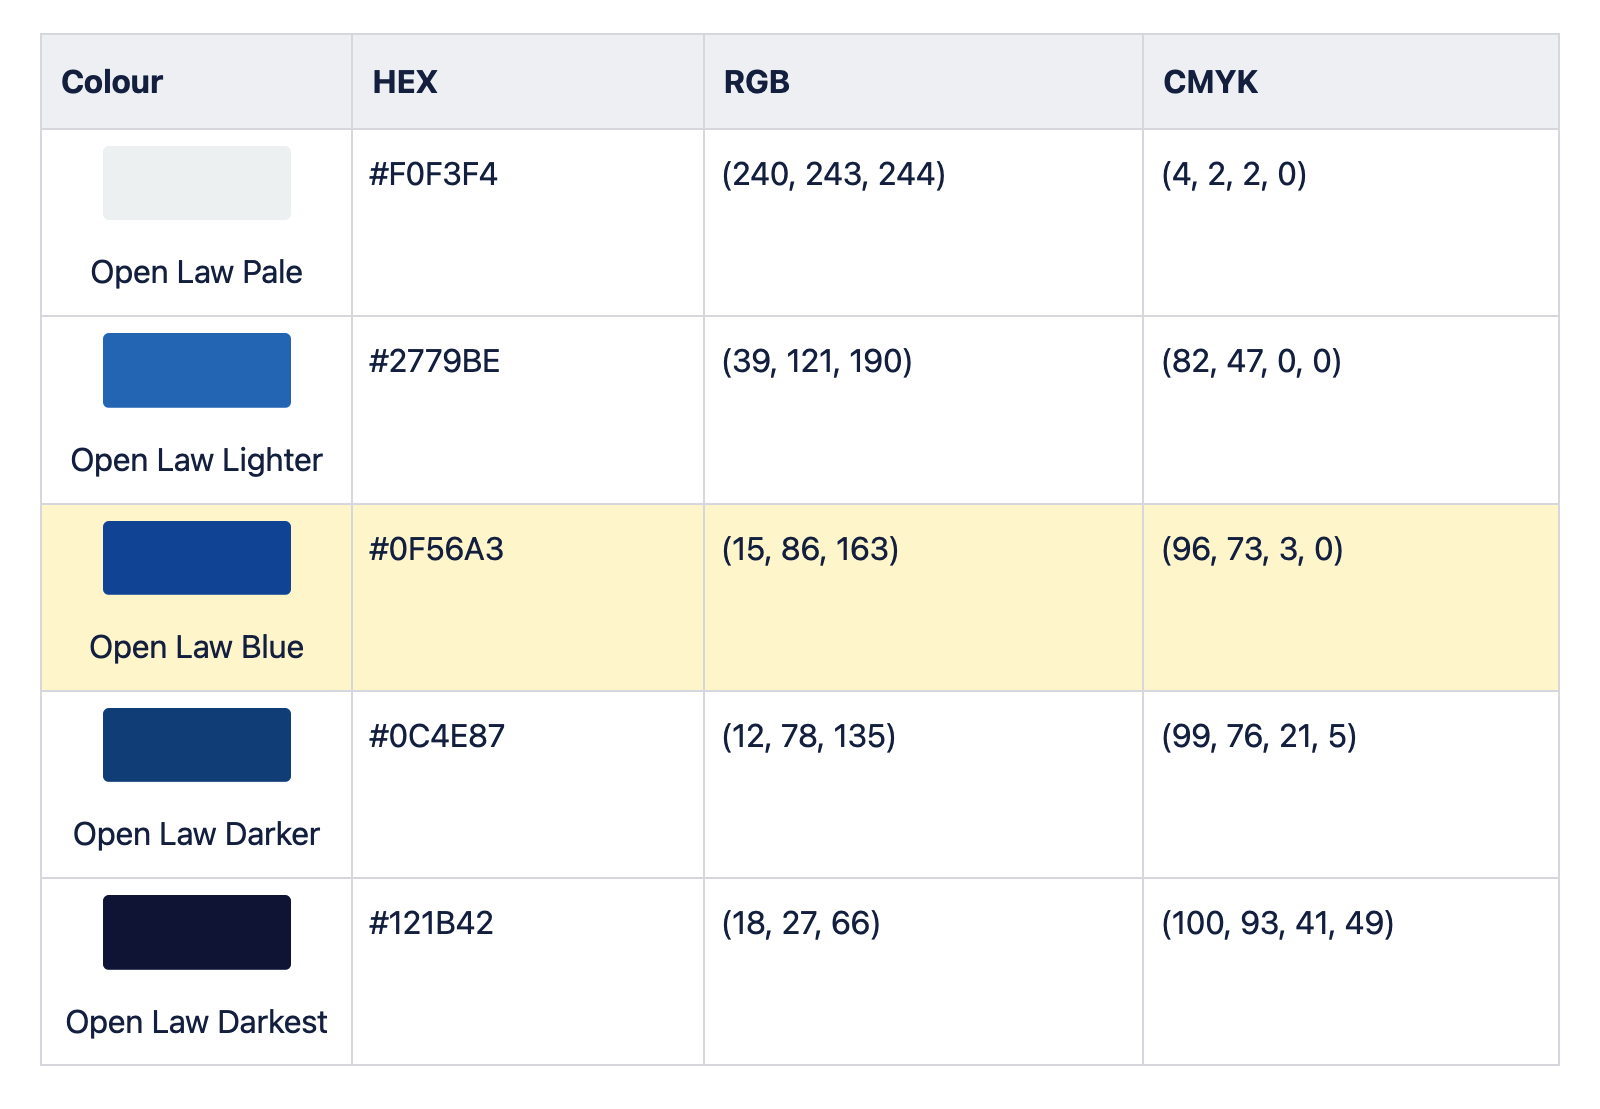 Colour HEX RGB CMYK
#F0F3F4 (240, 243, 244) (4, 2, 2, 0)
Open Law Pale
#2779BE (39, 121, 190) (82, 47, 0, 0)
Open Law Lighter
#0F56A3 (15, 86, 163) (96, 73, 3, 0)
Open Law Blue
#0C4E87 (12, 78, 135) (99, 76, 21, 5)
Open Law Darker
#121B42 (18, 27, 66) (100, 93, 41, 49)
Open Law Darkest